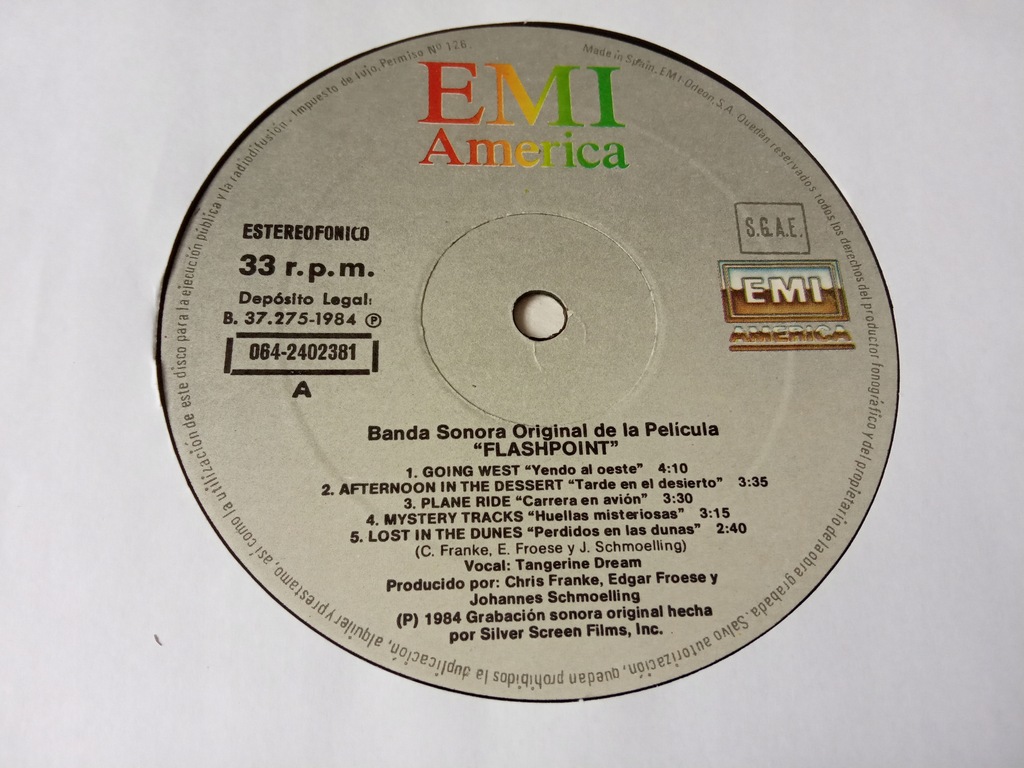 EMI
America
ESTEREOFONICO
33 r.p.m.
Depósito Legal:
B. 37.275-1984 Ⓟ
064-2402381
A
S.G.A.E.
EMI
AMERICA
Banda Sonora Original de la Película
“FLASHPOINT”
1. GOING WEST “Yendo al oeste” 4:10
2. AFTERNOON IN THE DESSERT “Tarde en el desierto” 3:35
3. PLANE RIDE “Carrera en avión” 3:30
4. MYSTERY TRACKS “Huellas misteriosas” 3:15
5. LOST IN THE DUNES “Perdidos en las dunas” 2:40
(C. Franke, E. Froese y J. Schmoelling)
Vocal: Tangerine Dream
Producido por: Chris Franke, Edgar Froese y
Johannes Schmoelling
(P) 1984 Grabación sonora original hecha
por Silver Screen Films, Inc.
Made in Spain. EMI-Odeon, S.A. Quedan reservados todos los derechos del productor fonográfico y del propietario de la obra grabada. Salvo autorización, quedan prohibidos la duplicación, alquiler y préstamo, así como la utilización de este disco para la ejecución pública y la radiodifusión - Impuesto de lujo. Permiso Nº 126.